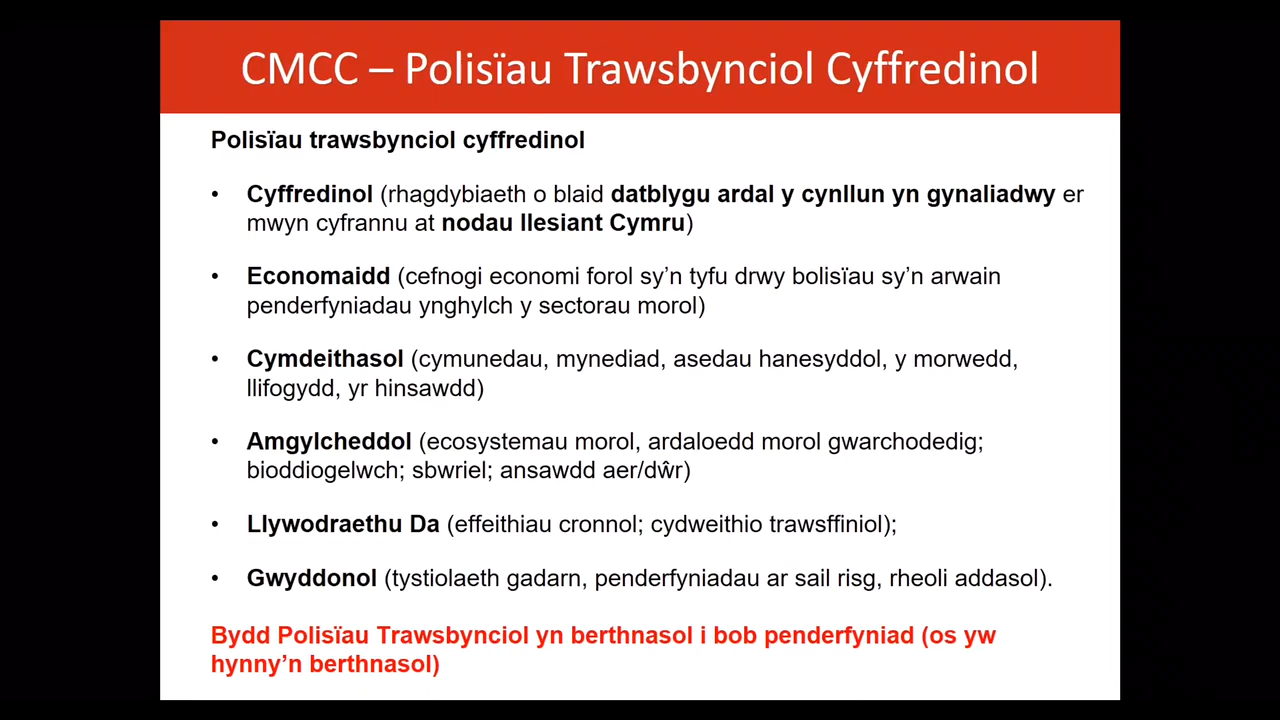 CMCC – Polisïau Trawsbynciol Cyffredinol
Polisïau trawsbynciol cyffredinol
• Cyffredinol (rhagdybiaeth o blaid datblygu ardal y cynllun yn gynaliadwy er
mwyn cyfrannu at nodau llesiant Cymru)
• Economaidd (cefnogi economi forol sy’n tyfu drwy bolisïau sy’n arwain
penderfyniadau ynghylch y sectorau morol)
• Cymdeithasol (cymunedau, mynediad, asedau hanesyddol, y morwedd,
llifogydd, yr hinsawdd)
• Amgylcheddol (ecosystemau morol, ardaloedd morol gwarchodedig;
bioddiogelwch; sbwriel; ansawdd aer/dŵr)
• Llywodraethu Da (effeithiau cronnol; cydweithio trawsffiniol);
• Gwyddonol (tystiolaeth gadarn, penderfyniadau ar sail risg, rheoli addasol).
Bydd Polisïau Trawsbynciol yn berthnasol i bob penderfyniad (os yw
hynny’n berthnasol)